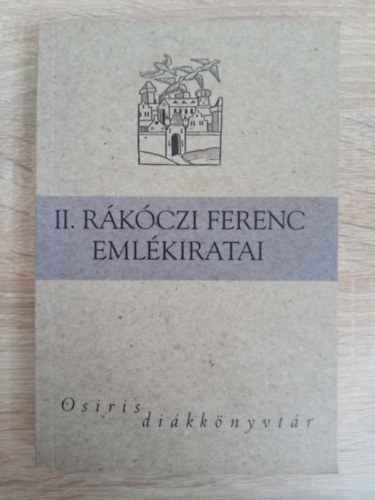 II. RÁKÓCZI FERENC
EMLÉKIRATAI
Osiris
diákkönyvtár